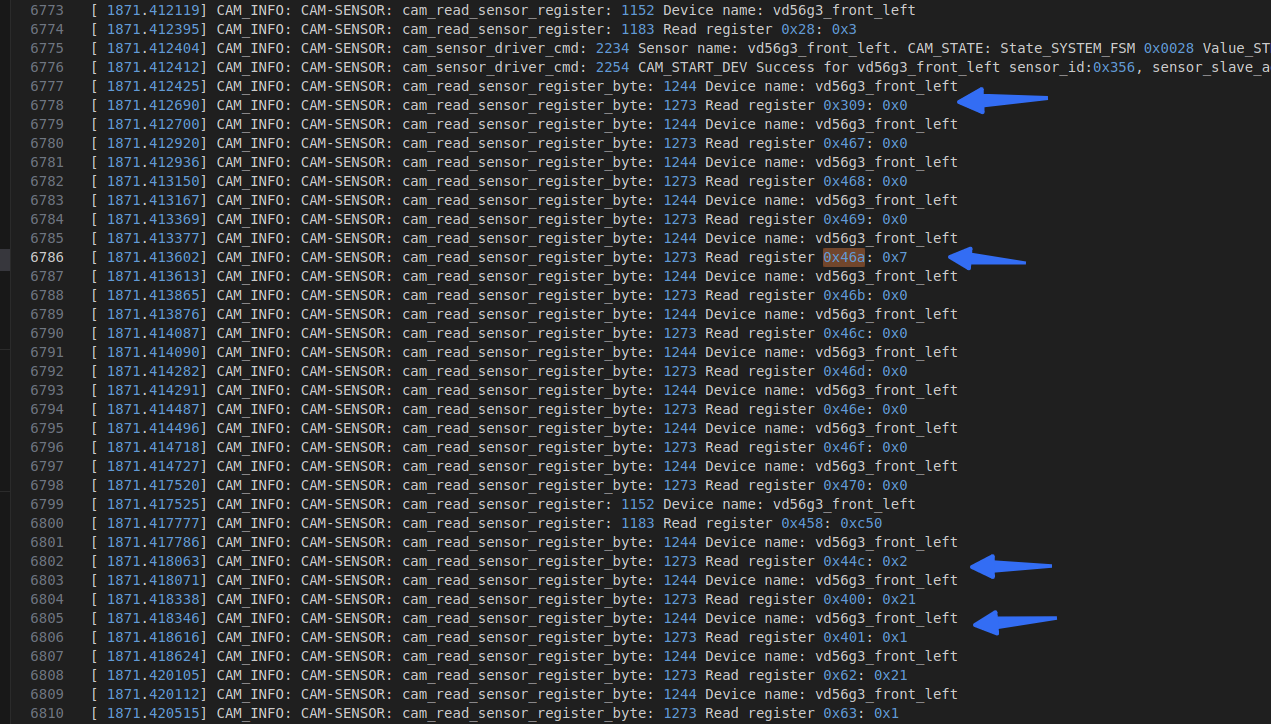 6773 [ 1871.412119] CAM_INFO: CAM-SENSOR: cam_read_sensor_register: 1152 Device name: vd56g3_front_left
6774 [ 1871.412395] CAM_INFO: CAM-SENSOR: cam_read_sensor_register: 1183 Read register 0x28: 0x3
6775 [ 1871.412404] CAM_INFO: CAM-SENSOR: cam_sensor_driver_cmd: 2234 Sensor name: vd56g3_front_left. CAM_STATE: State_SYSTEM_FSM 0x0028 Value_ST
6776 [ 1871.412412] CAM_INFO: CAM-SENSOR: cam_sensor_driver_cmd: 2254 CAM_START_DEV Success for vd56g3_front_left sensor_id:0x356, sensor_slave_a
6777 [ 1871.412425] CAM_INFO: CAM-SENSOR: cam_read_sensor_register_byte: 1244 Device name: vd56g3_front_left
6778 [ 1871.412690] CAM_INFO: CAM-SENSOR: cam_read_sensor_register_byte: 1273 Read register 0x309: 0x0
6779 [ 1871.412700] CAM_INFO: CAM-SENSOR: cam_read_sensor_register_byte: 1244 Device name: vd56g3_front_left
6780 [ 1871.412920] CAM_INFO: CAM-SENSOR: cam_read_sensor_register_byte: 1273 Read register 0x467: 0x0
6781 [ 1871.412936] CAM_INFO: CAM-SENSOR: cam_read_sensor_register_byte: 1244 Device name: vd56g3_front_left
6782 [ 1871.413150] CAM_INFO: CAM-SENSOR: cam_read_sensor_register_byte: 1273 Read register 0x468: 0x0
6783 [ 1871.413167] CAM_INFO: CAM-SENSOR: cam_read_sensor_register_byte: 1244 Device name: vd56g3_front_left
6784 [ 1871.413369] CAM_INFO: CAM-SENSOR: cam_read_sensor_register_byte: 1273 Read register 0x469: 0x0
6785 [ 1871.413377] CAM_INFO: CAM-SENSOR: cam_read_sensor_register_byte: 1244 Device name: vd56g3_front_left
6786 [ 1871.413602] CAM_INFO: CAM-SENSOR: cam_read_sensor_register_byte: 1273 Read register 0x46a: 0x7
6787 [ 1871.413613] CAM_INFO: CAM-SENSOR: cam_read_sensor_register_byte: 1244 Device name: vd56g3_front_left
6788 [ 1871.413865] CAM_INFO: CAM-SENSOR: cam_read_sensor_register_byte: 1273 Read register 0x46b: 0x0
6789 [ 1871.413876] CAM_INFO: CAM-SENSOR: cam_read_sensor_register_byte: 1244 Device name: vd56g3_front_left
6790 [ 1871.414087] CAM_INFO: CAM-SENSOR: cam_read_sensor_register_byte: 1273 Read register 0x46c: 0x0
6791 [ 1871.414090] CAM_INFO: CAM-SENSOR: cam_read_sensor_register_byte: 1244 Device name: vd56g3_front_left
6792 [ 1871.414282] CAM_INFO: CAM-SENSOR: cam_read_sensor_register_byte: 1273 Read register 0x46d: 0x0
6793 [ 1871.414291] CAM_INFO: CAM-SENSOR: cam_read_sensor_register_byte: 1244 Device name: vd56g3_front_left
6794 [ 1871.414487] CAM_INFO: CAM-SENSOR: cam_read_sensor_register_byte: 1273 Read register 0x46e: 0x0
6795 [ 1871.414496] CAM_INFO: CAM-SENSOR: cam_read_sensor_register_byte: 1244 Device name: vd56g3_front_left
6796 [ 1871.414718] CAM_INFO: CAM-SENSOR: cam_read_sensor_register_byte: 1273 Read register 0x46f: 0x0
6797 [ 1871.414727] CAM_INFO: CAM-SENSOR: cam_read_sensor_register_byte: 1244 Device name: vd56g3_front_left
6798 [ 1871.417520] CAM_INFO: CAM-SENSOR: cam_read_sensor_register_byte: 1273 Read register 0x470: 0x0
6799 [ 1871.417525] CAM_INFO: CAM-SENSOR: cam_read_sensor_register: 1152 Device name: vd56g3_front_left
6800 [ 1871.417777] CAM_INFO: CAM-SENSOR: cam_read_sensor_register: 1183 Read register 0x458: 0xc50
6801 [ 1871.417786] CAM_INFO: CAM-SENSOR: cam_read_sensor_register_byte: 1244 Device name: vd56g3_front_left
6802 [ 1871.418063] CAM_INFO: CAM-SENSOR: cam_read_sensor_register_byte: 1273 Read register 0x44c: 0x2
6803 [ 1871.418071] CAM_INFO: CAM-SENSOR: cam_read_sensor_register_byte: 1244 Device name: vd56g3_front_left
6804 [ 1871.418338] CAM_INFO: CAM-SENSOR: cam_read_sensor_register_byte: 1273 Read register 0x400: 0x21
6805 [ 1871.418346] CAM_INFO: CAM-SENSOR: cam_read_sensor_register_byte: 1244 Device name: vd56g3_front_left
6806 [ 1871.418616] CAM_INFO: CAM-SENSOR: cam_read_sensor_register_byte: 1273 Read register 0x401: 0x1
6807 [ 1871.418624] CAM_INFO: CAM-SENSOR: cam_read_sensor_register_byte: 1244 Device name: vd56g3_front_left
6808 [ 1871.420105] CAM_INFO: CAM-SENSOR: cam_read_sensor_register_byte: 1273 Read register 0x62: 0x21
6809 [ 1871.420112] CAM_INFO: CAM-SENSOR: cam_read_sensor_register_byte: 1244 Device name: vd56g3_front_left
6810 [ 1871.420515] CAM_INFO: CAM-SENSOR: cam_read_sensor_register_byte: 1273 Read register 0x63: 0x1